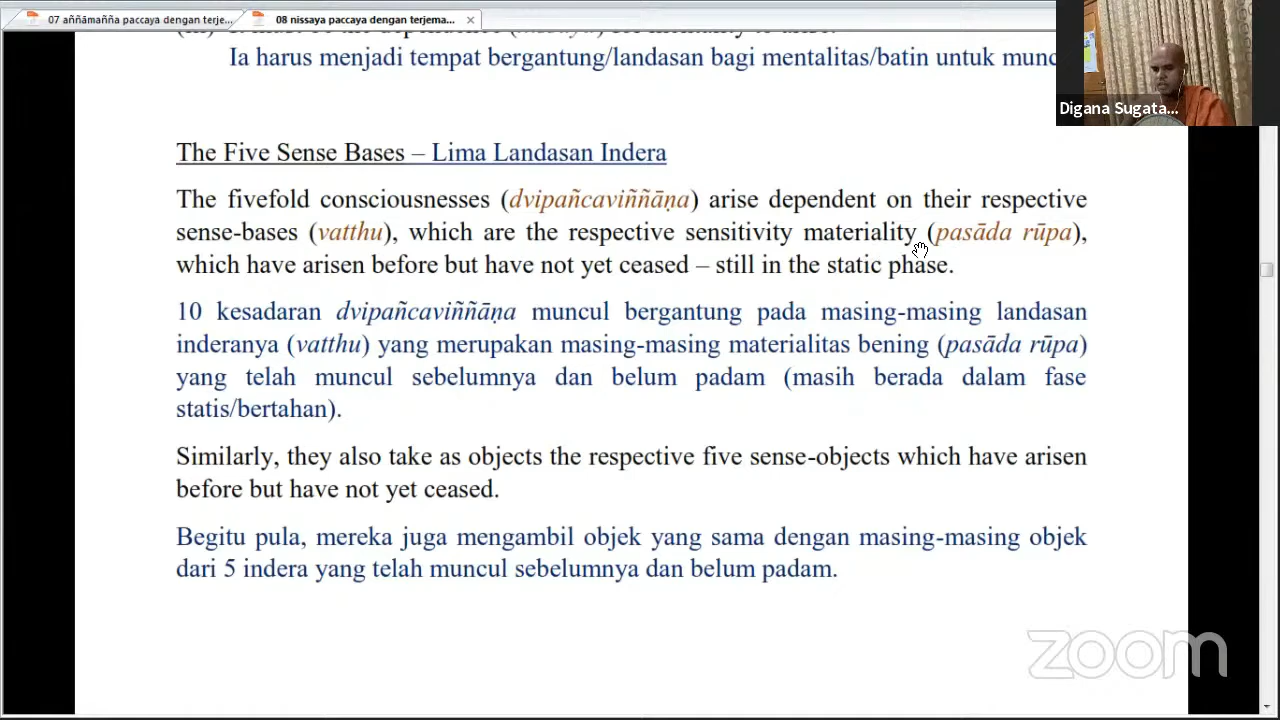 07 aññāmañña paccaya dengan terje...
08 nissaya paccaya dengan terjema...
Ia harus menjadi tempat bergantung/landasan bagi mentalitas/batin untuk
Digana Sugata...
The Five Sense Bases – Lima Landasan Indera
The fivefold consciousnesses (dvipañcaviññāṇa) arise dependent on their respective
sense-bases (vatthu), which are the respective sensitivity materiality (pasāda rūpa),
which have arisen before but have not yet ceased – still in the static phase.
10 kesadaran dvipañcaviññāṇa muncul bergantung pada masing-masing landasan
inderanya (vatthu) yang merupakan masing-masing materialitas bening (pasāda rūpa)
yang telah muncul sebelumnya dan belum padam (masih berada dalam fase
statis/bertahan).
Similarly, they also take as objects the respective five sense-objects which have arisen
before but have not yet ceased.
Begitu pula, mereka juga mengambil objek yang sama dengan masing-masing objek
dari 5 indera yang telah muncul sebelumnya dan belum padam.
zoom